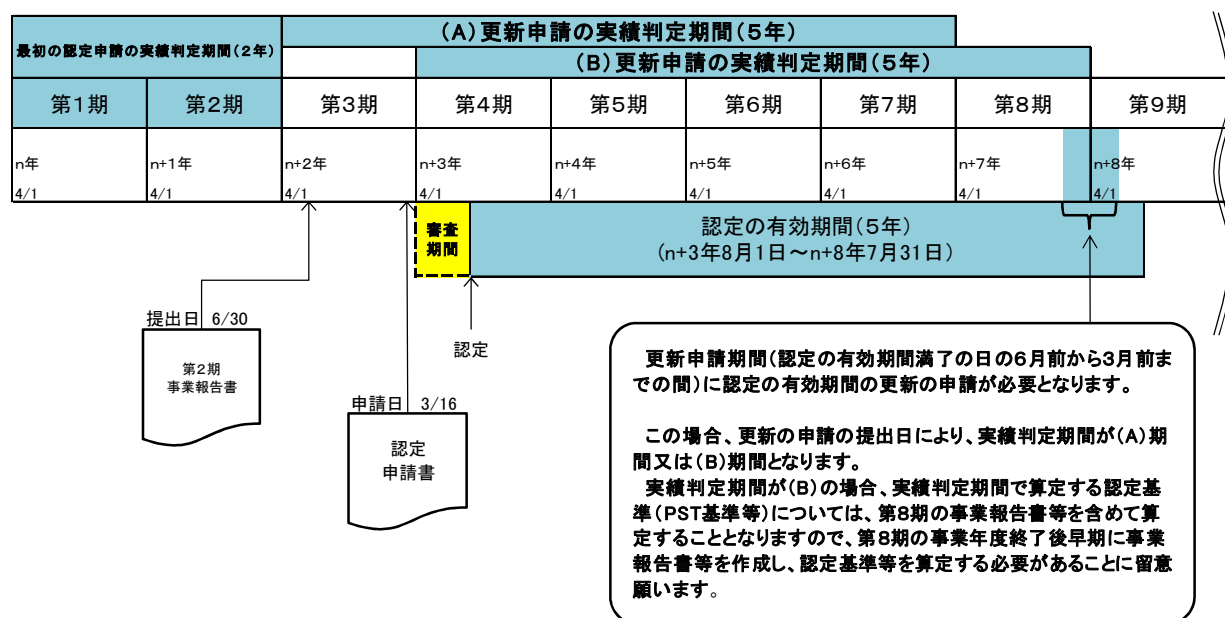 最初の認定申請の実績判定期間(2年)
(A)更新申請の実績判定期間(5年)
(B)更新申請の実績判定期間(5年)
第1期 第2期 第3期 第4期 第5期 第6期 第7期 第8期 第9期
n年 n+1年 n+2年 n+3年 n+4年 n+5年 n+6年 n+7年 n+8年
4/1 4/1 4/1 4/1 4/1 4/1 4/1 4/1 4/1
審査
期間
認定の有効期間(5年)
(n+3年8月1日～n+8年7月31日)
提出日 6/30
第2期
事業報告書
申請日 3/16
認定
申請書
認定
更新申請期間(認定の有効期間満了の日の6月前から3月前ま
での間)に認定の有効期間の更新の申請が必要となります。
この場合、更新の申請の提出日により、実績判定期間が(A)期
間又は(B)期間となります。
実績判定期間が(B)の場合、実績判定期間で算定する認定基
準(PST基準等)については、第8期の事業報告書等を含めて算
定することとなりますので、第8期の事業年度終了後早期に事業
報告書等を作成し、認定基準等を算定する必要があることに留意
願います。